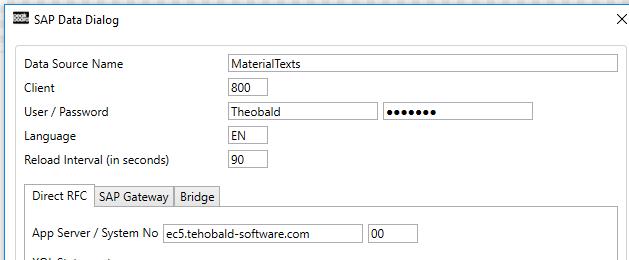 SAP Data Dialog
Data Source Name MaterialTexts
Client 800
User / Password Theobald ●●●●●●●
Language EN
Reload Interval (in seconds) 90
Direct RFC SAP Gateway Bridge
App Server / System No ec5.tehobald-software.com 00